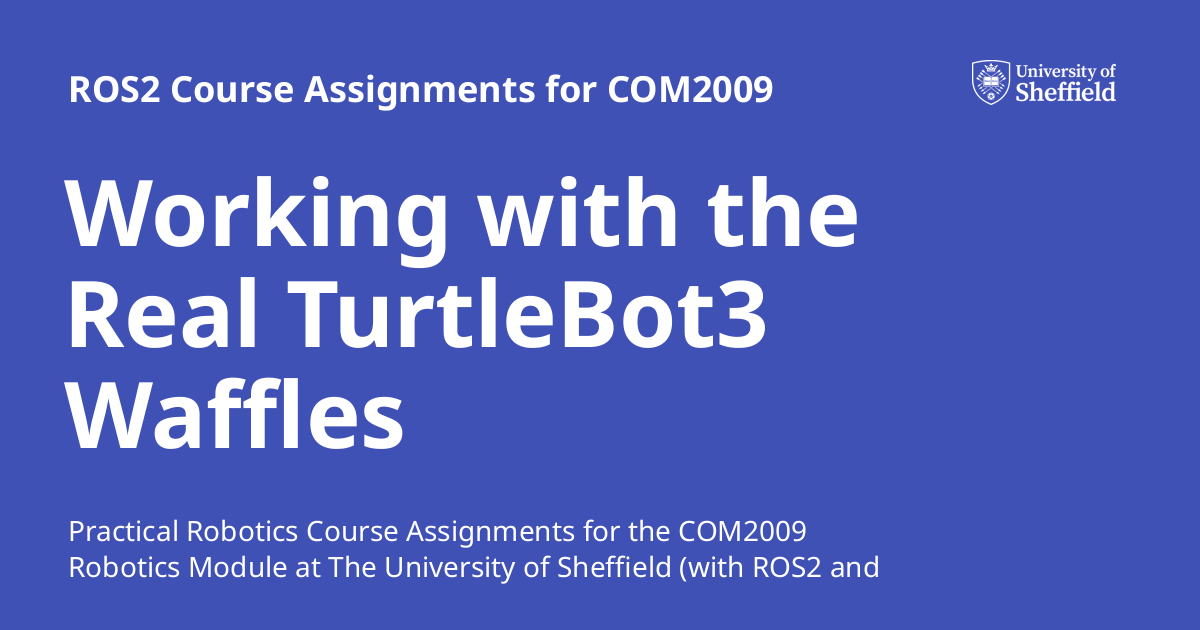 ROS2 Course Assignments for COM2009
University of
Sheffield
Working with the
Real TurtleBot3
Waffles
Practical Robotics Course Assignments for the COM2009
Robotics Module at The University of Sheffield (with ROS2 and